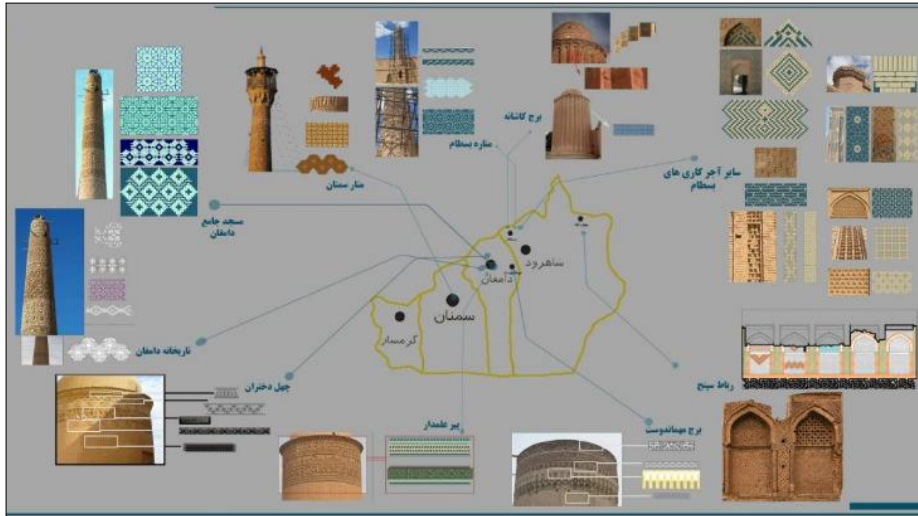 برج کاشانه
مناره بسطام
منار سمنان
سایر آجر کاری های
بسطام
مسجد جامع
دامغان
شاهرود
دامغان
سمنان
گرمسار
تاریخانه دامغان
چهل دختران
رباط سپنج
پیر علمدار
برج مهماندوست